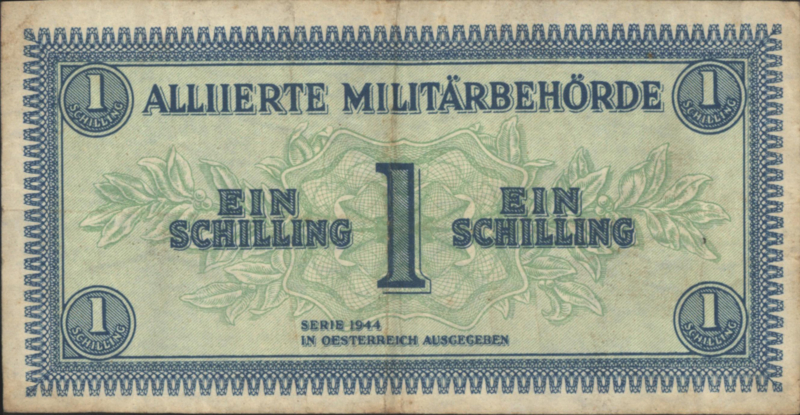 1
SCHILLING
ALLIIERTE MILITÄRBEHÖRDE
1
SCHILLING
EIN
SCHILLING
1
EIN
SCHILLING
SERIE 1944
IN OESTERREICH AUSGEGEBEN
1
SCHILLING
1
SCHILLING